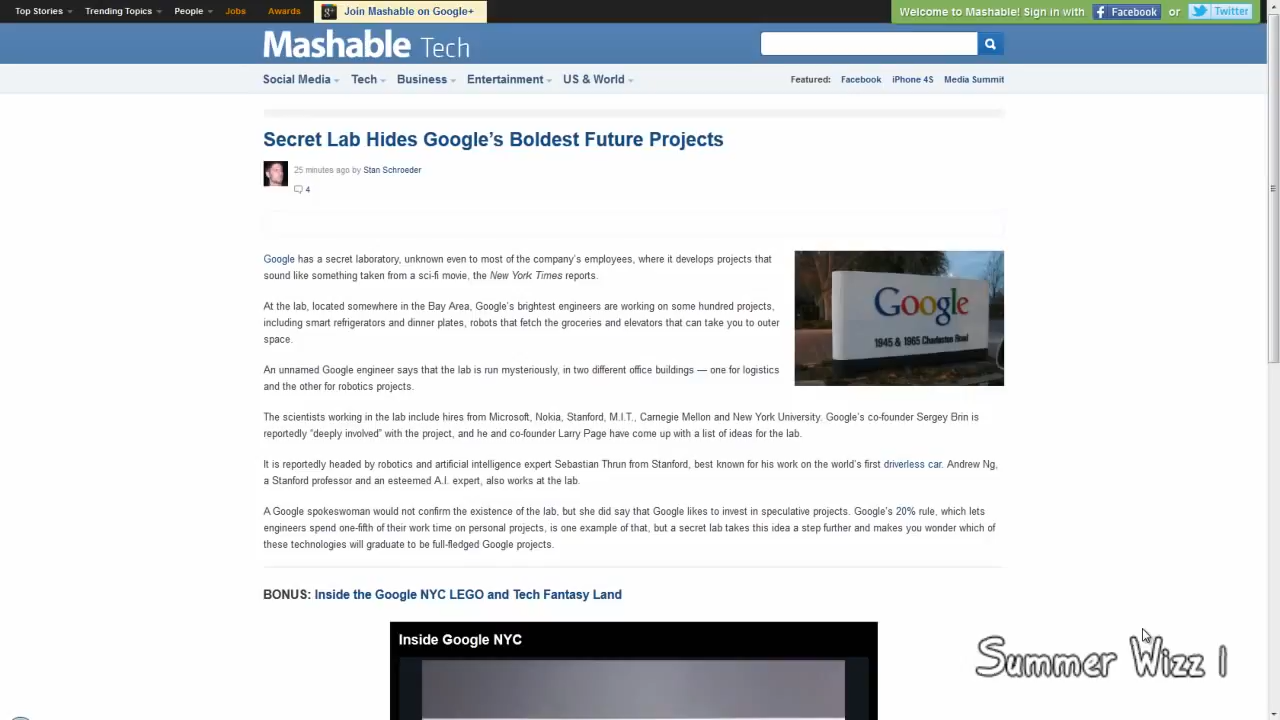 Top Stories Trending Topics People Jobs Awards Join Mashable on Google+ Welcome to Mashable! Sign in with Facebook or Twitter
Mashable Tech
Social Media Tech Business Entertainment US & World Featured: Facebook iPhone 4S Media Summit
Secret Lab Hides Google’s Boldest Future Projects
25 minutes ago by Stan Schroeder
4
Google has a secret laboratory, unknown even to most of the company’s employees, where it develops projects that
sound like something taken from a sci-fi movie, the New York Times reports.
At the lab, located somewhere in the Bay Area, Google’s brightest engineers are working on some hundred projects,
including smart refrigerators and dinner plates, robots that fetch the groceries and elevators that can take you to outer
space.
An unnamed Google engineer says that the lab is run mysteriously, in two different office buildings — one for logistics
and the other for robotics projects.
Google
1945 & 1965 Charleston Road
The scientists working in the lab include hires from Microsoft, Nokia, Stanford, M.I.T., Carnegie Mellon and New York University. Google’s co-founder Sergey Brin is
reportedly “deeply involved” with the project, and he and co-founder Larry Page have come up with a list of ideas for the lab.
It is reportedly headed by robotics and artificial intelligence expert Sebastian Thrun from Stanford, best known for his work on the world’s first driverless car. Andrew Ng,
a Stanford professor and an esteemed A.I. expert, also works at the lab.
A Google spokeswoman would not confirm the existence of the lab, but she did say that Google likes to invest in speculative projects. Google’s 20% rule, which lets
engineers spend one-fifth of their work time on personal projects, is one example of that, but a secret lab takes this idea a step further and makes you wonder which of
these technologies will graduate to be full-fledged Google projects.
BONUS: Inside the Google NYC LEGO and Tech Fantasy Land
Inside Google NYC
Summer Wizz 1